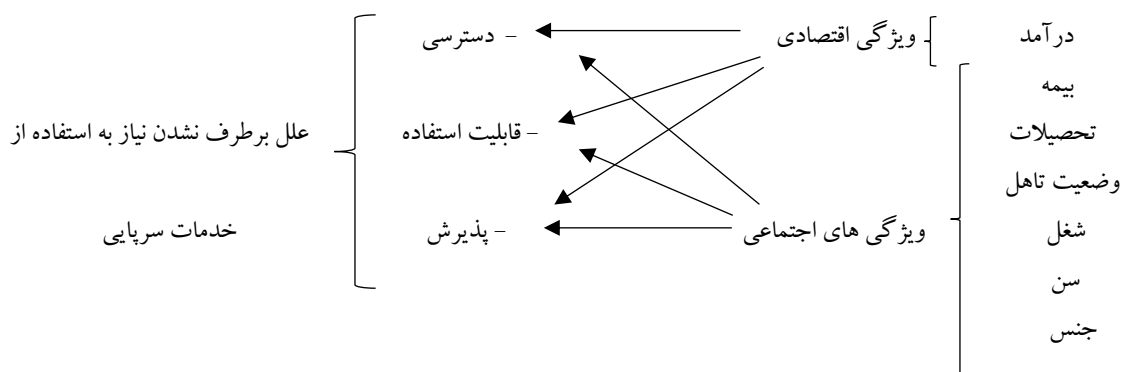 درآمد
ویژگی اقتصادی
- دسترسی
بیمه
تحصیلات
- قابلیت استفاده
علل برطرف نشدن نیاز به استفاده از
وضعیت تاهل
شغل
ویژگی های اجتماعی
- پذیرش
خدمات سرپایی
سن
جنس